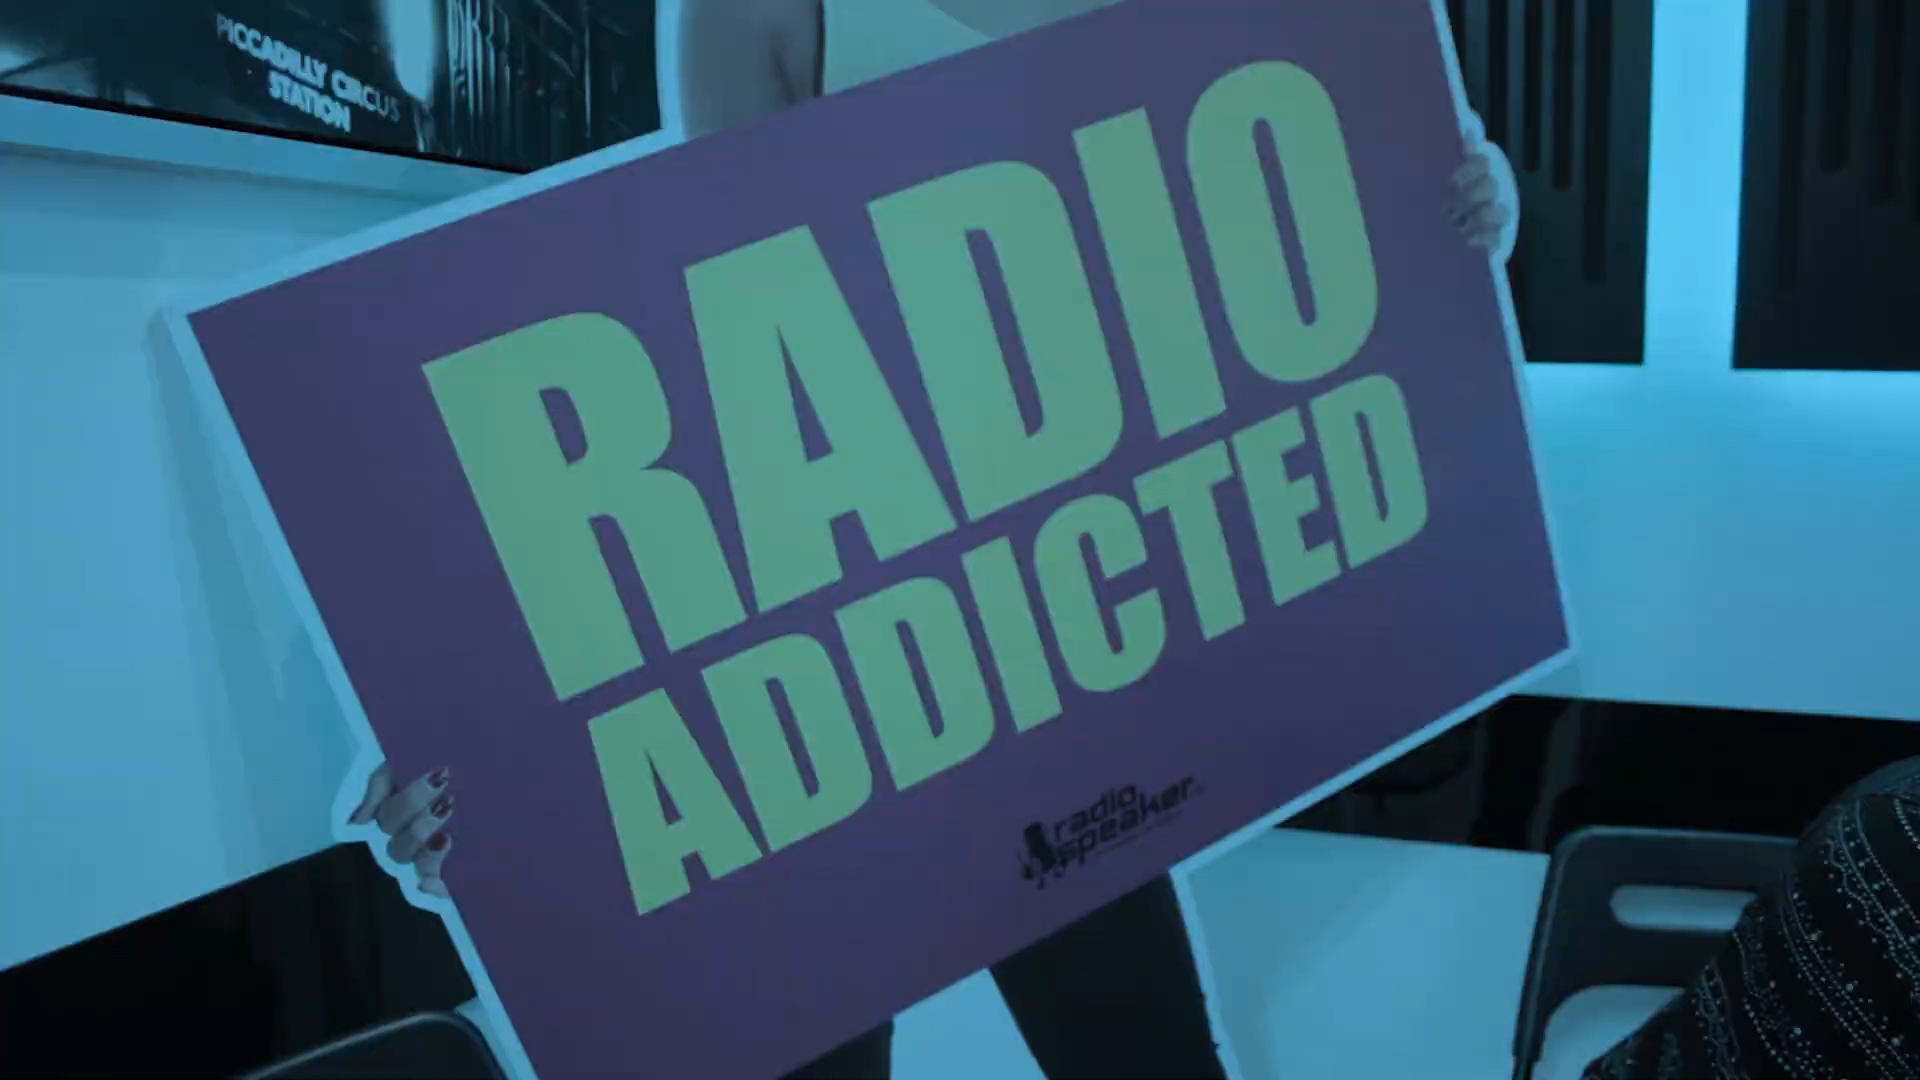 PICCADILLY CIRCUS
STATION
RADIO
ADDICTED
radio
speaker